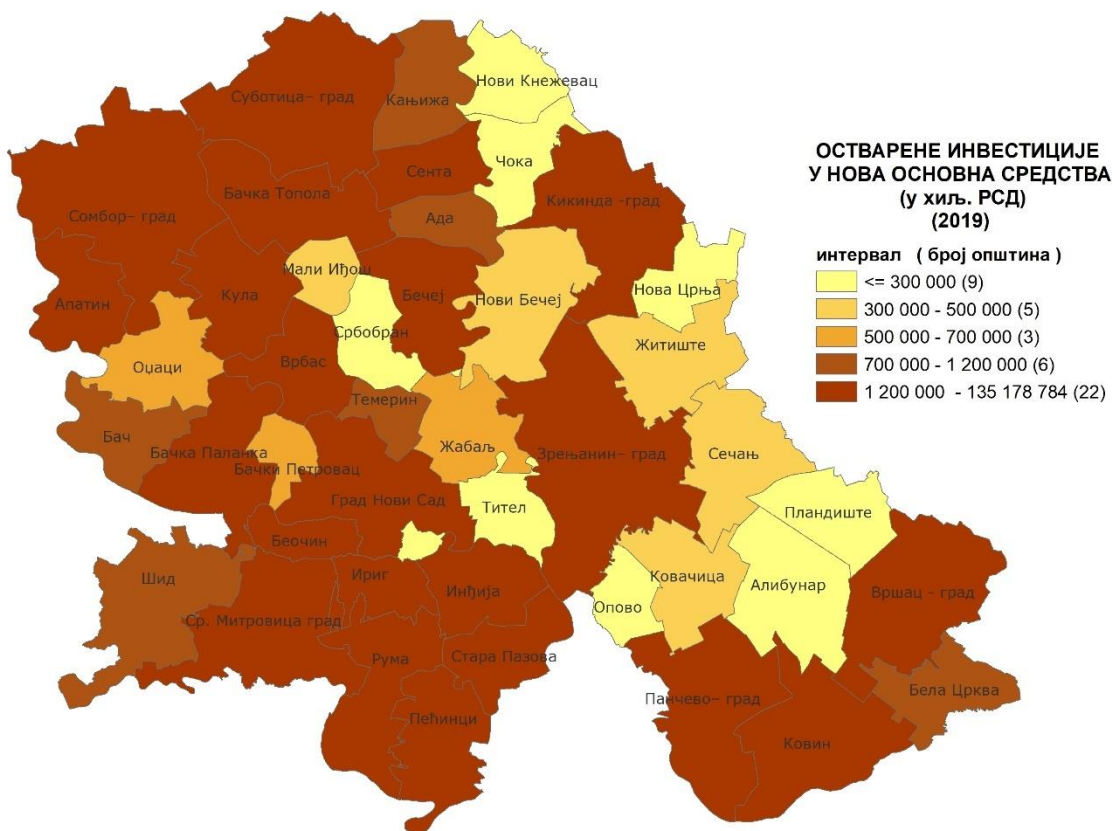 ОСТВАРЕНЕ ИНВЕСТИЦИЈЕ
У НОВА ОСНОВНА СРЕДСТВА
(у хиљ. РСД)
(2019)
интервал ( број општина )
<= 300 000 (9)
300 000 - 500 000 (5)
500 000 - 700 000 (3)
700 000 - 1 200 000 (6)
1 200 000 - 135 178 784 (22)
Нови Кнежевац
Суботица- град
Кањижа
Чока
Сента
Бачка Топола
Кикинда -град
Сомбор- град
Ада
Мали Иђош
Бечеј
Нови Бечеј
Нова Црња
Апатин
Кула
Србобран
Житиште
Врбас
Оџаци
Темерин
Бач
Бачка Паланка
Жабаљ
Зрењанин- град
Сечањ
Бачки Петровац
Град Нови Сад
Тител
Пландиште
Беочин
Шид
Ириг
Инђија
Ковачица
Алибунар
Вршац - град
Опово
Ср. Митровица град
Рума
Стара Пазова
Бела Црква
Панчево- град
Пећинци
Ковин